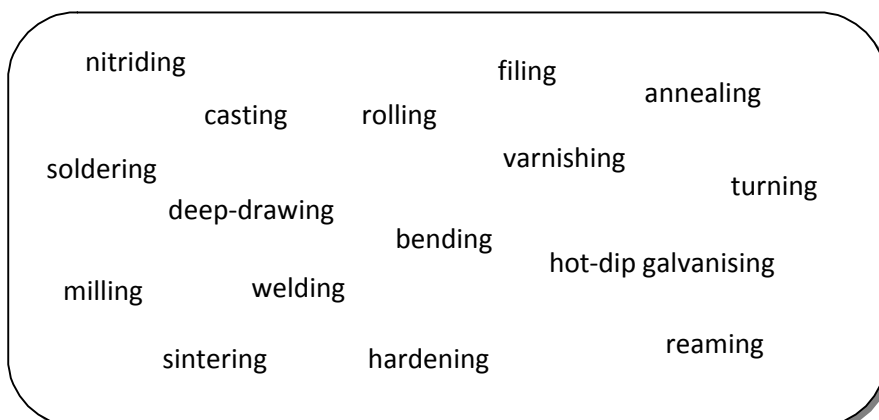 nitriding
filing
annealing
casting
rolling
varnishing
soldering
turning
deep-drawing
bending
hot-dip galvanising
milling
welding
reaming
sintering
hardening